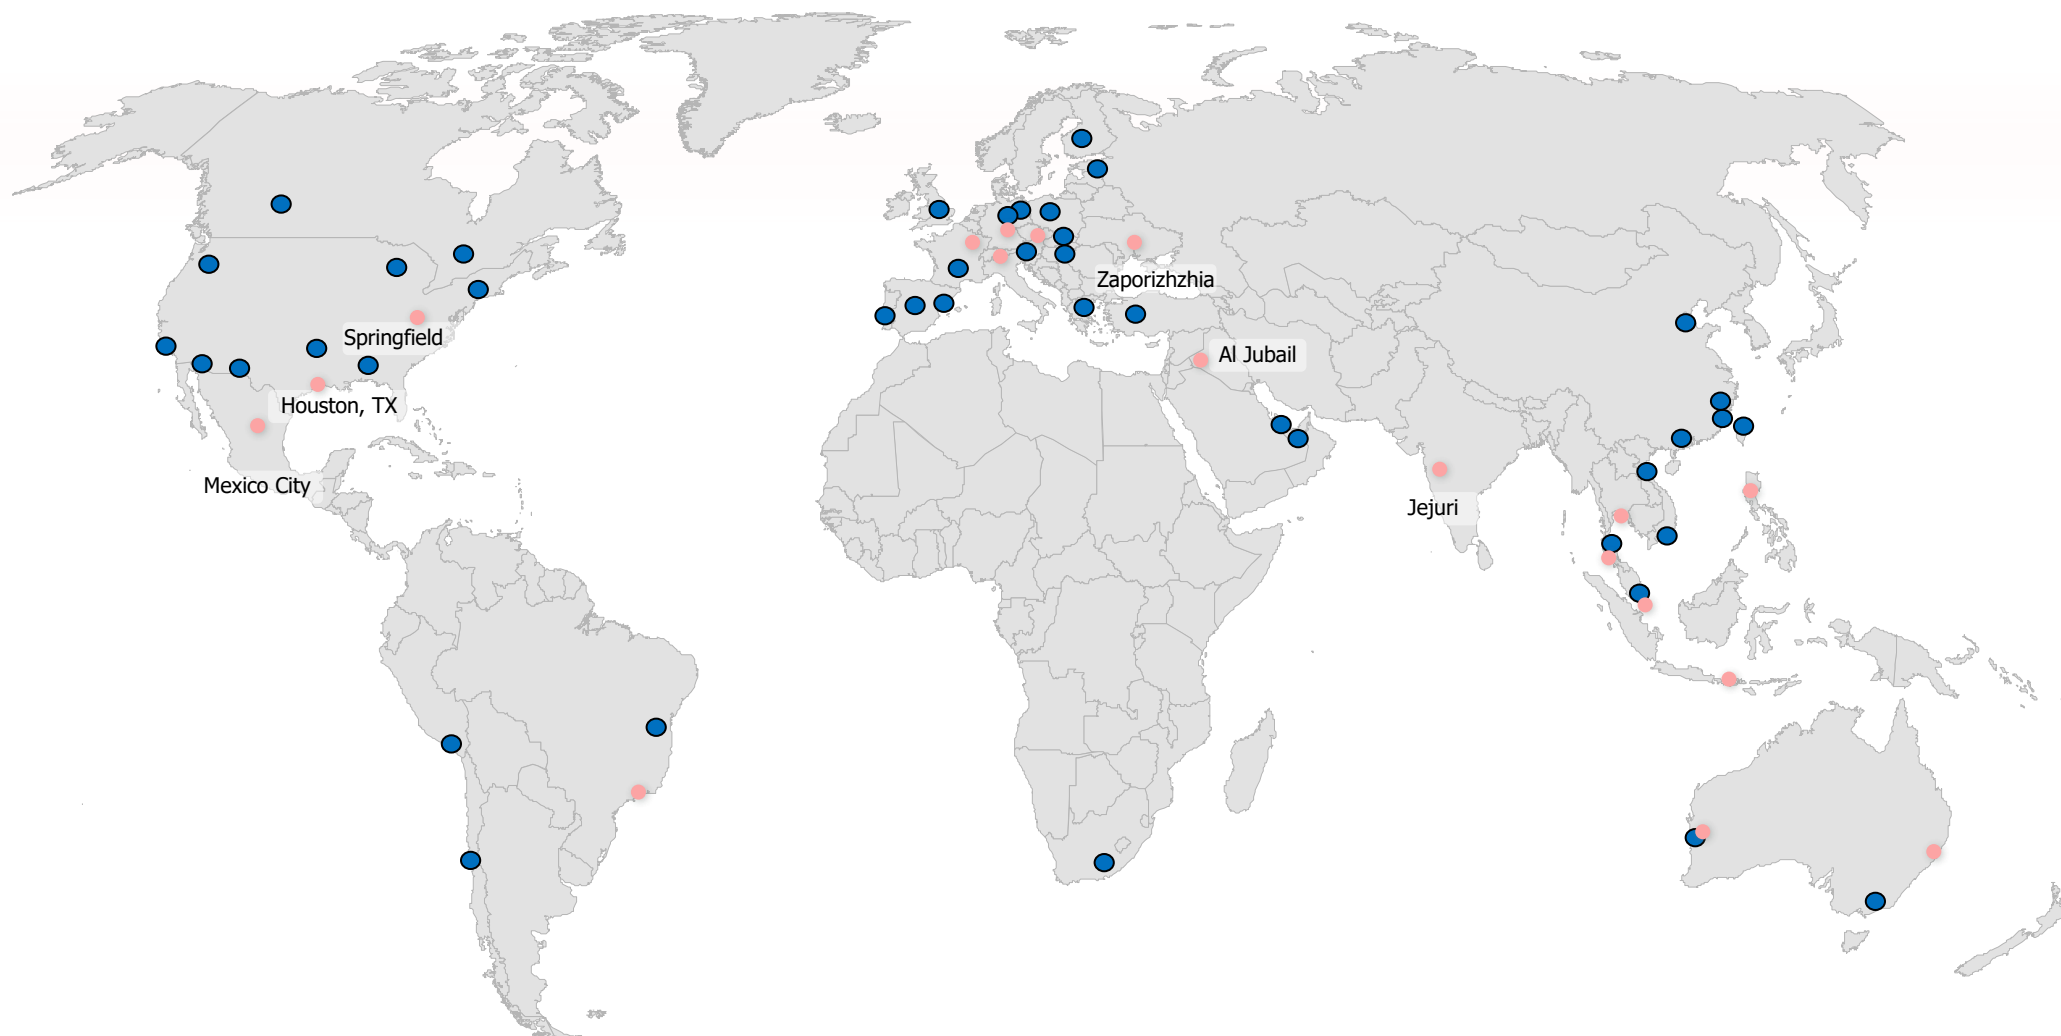 Zaporizhzhia
Springfield
Al Jubail
Houston, TX
Mexico City
Jejuri